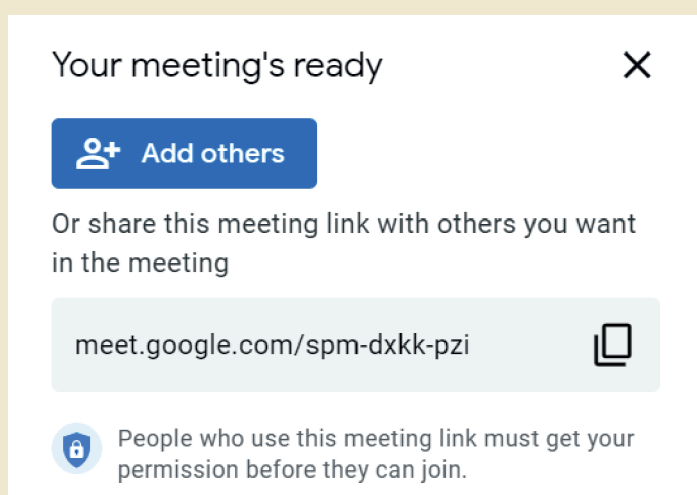 Your meeting's ready
Add others
Or share this meeting link with others you want
in the meeting
meet.google.com/spm-dxkk-pzi
People who use this meeting link must get your
permission before they can join.